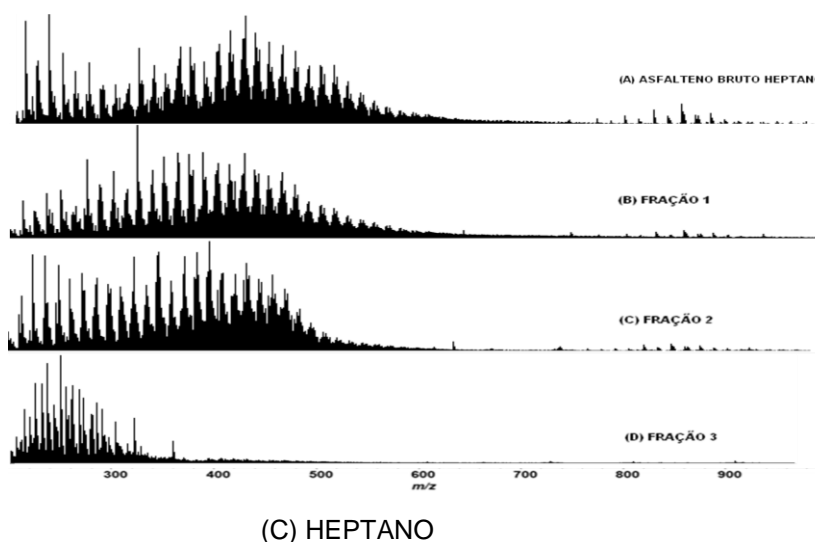 (A) ASFALTENO BRUTO HEPTANO
(B) FRAÇÃO 1
(C) FRAÇÃO 2
(D) FRAÇÃO 3
300 400 500 600 700 800 900
m/z
(C) HEPTANO